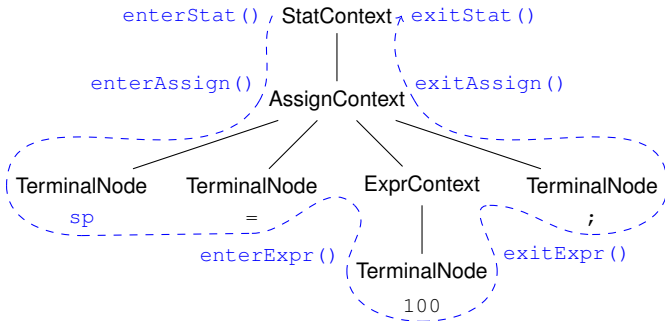 enterStat() StatContext exitStat()
enterAssign() exitAssign()
AssignContext
TerminalNode TerminalNode ExprContext TerminalNode
sp = ;
enterExpr() exitExpr()
TerminalNode
100